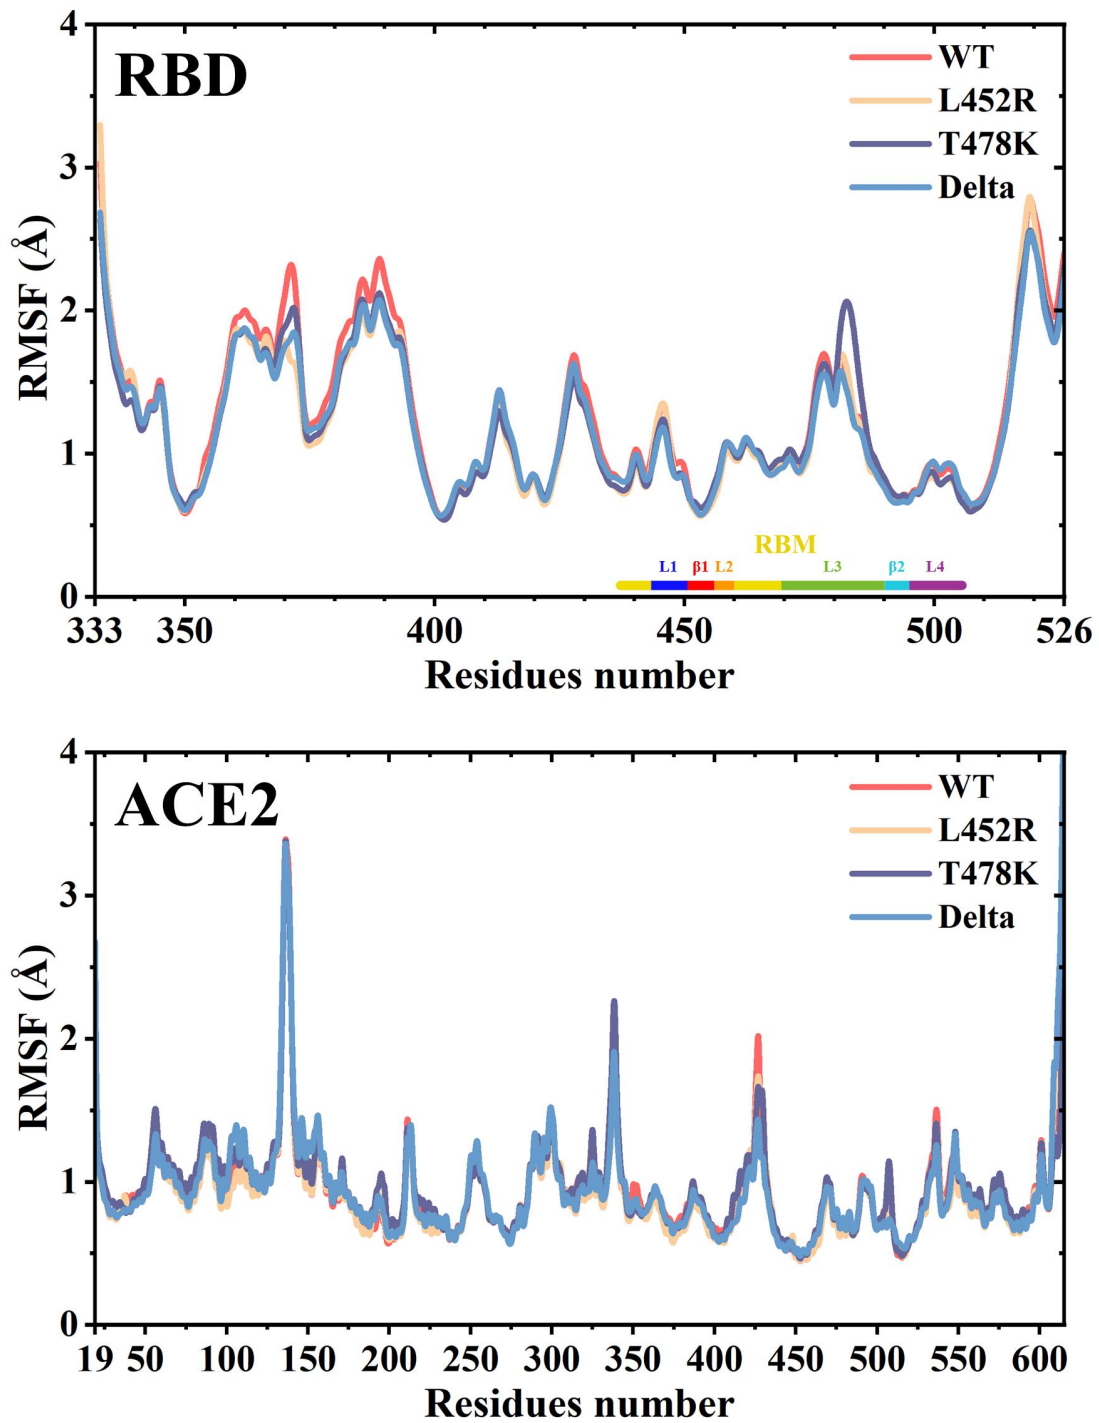 RBD
WT
L452R
T478K
Delta
RMSF (Å)
4
3
2
1
0
RBM
L1 β1 L2 L3 β2 L4
333 350 400 450 500 526
Residues number
ACE2
WT
L452R
T478K
Delta
RMSF (Å)
4
3
2
1
0
19 50 100 150 200 250 300 350 400 450 500 550 600
Residues number